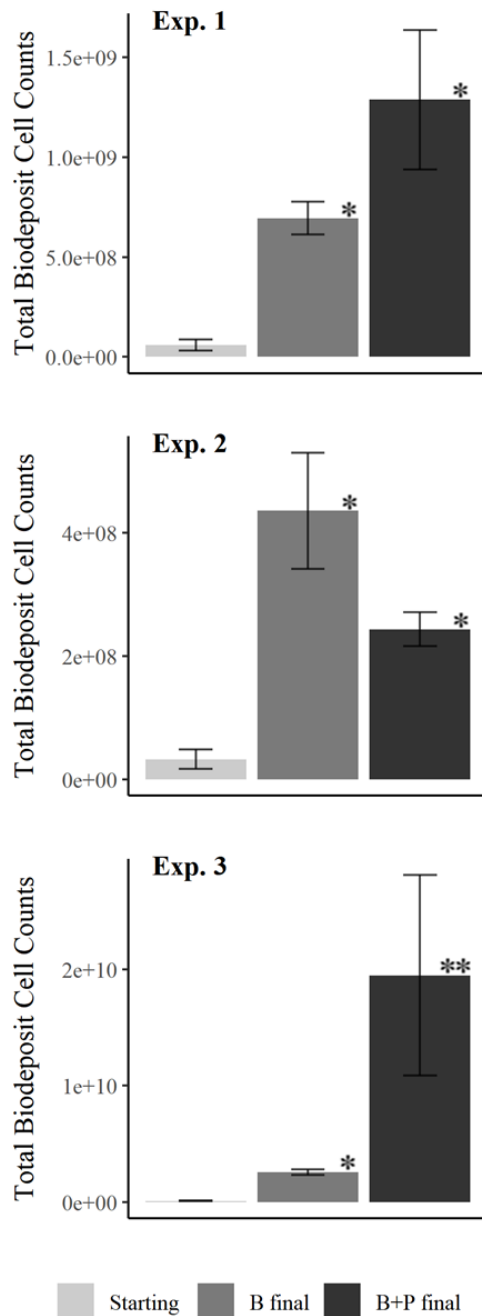 Exp. 1
Total Biodeposit Cell Counts
1.5e+09
1.0e+09
5.0e+08
0.0e+00
*
*
Exp. 2
Total Biodeposit Cell Counts
4e+08
2e+08
0e+00
*
*
Exp. 3
Total Biodeposit Cell Counts
2e+10
1e+10
0e+00
*
**
Starting B final B+P final